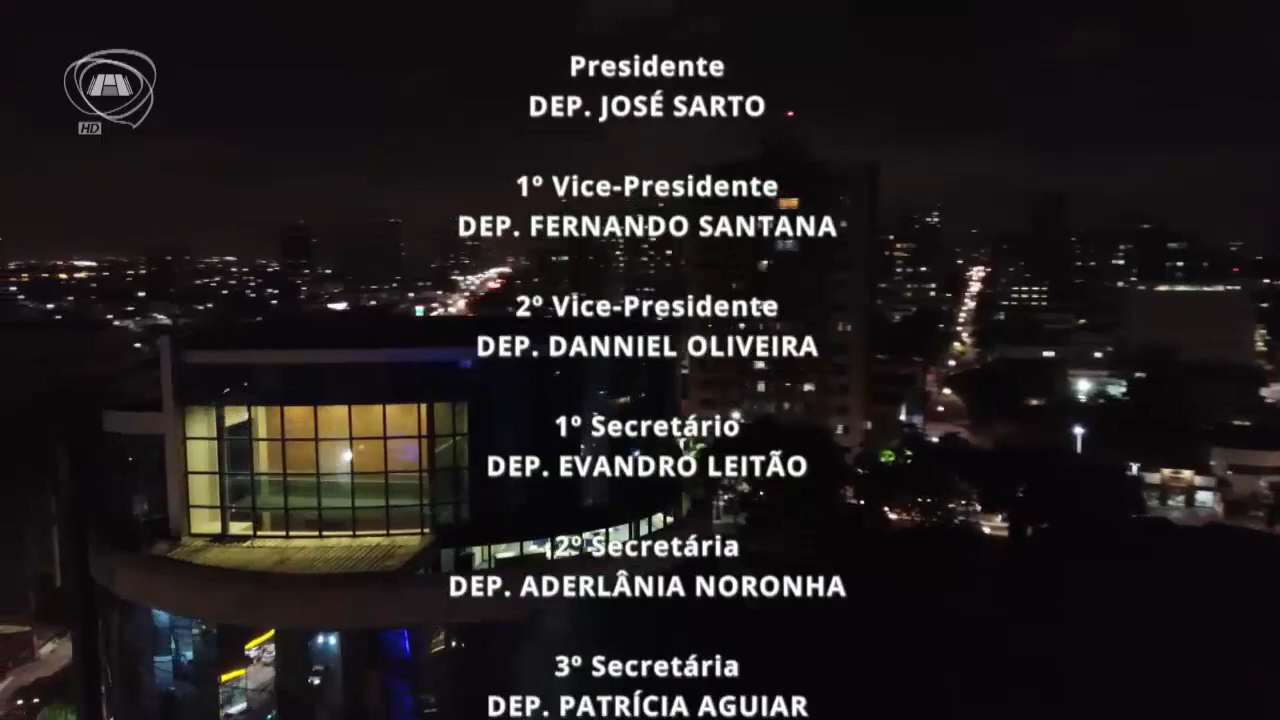 HD
Presidente
DEP. JOSÉ SARTO
1º Vice-Presidente
DEP. FERNANDO SANTANA
2º Vice-Presidente
DEP. DANNIEL OLIVEIRA
1º Secretário
DEP. EVANDRO LEITÃO
2º Secretária
DEP. ADERLÂNIA NORONHA
3º Secretária
DEP. PATRÍCIA AGUIAR